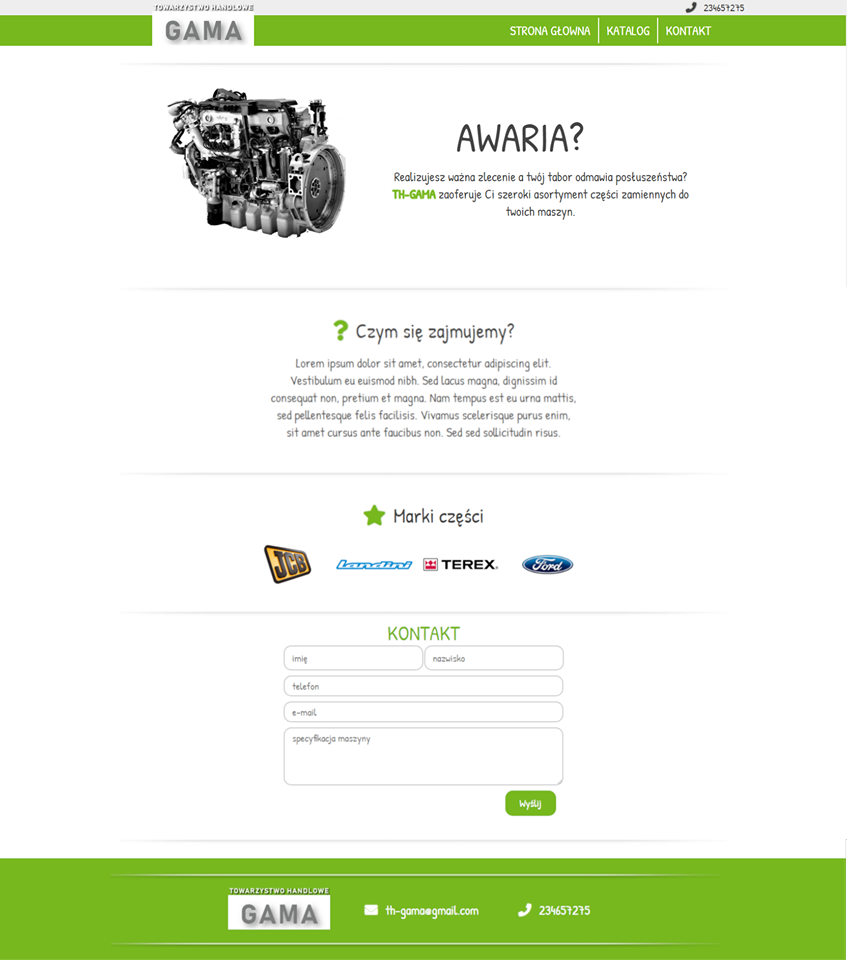 TOWARZYSTWO HANDLOWE
GAMA
234657275
STRONA GŁOWNA
KATALOG
KONTAKT
AWARIA?
Realizujesz ważna zlecenie a twój tabor odmawia posłuszeństwa?
TH-GAMA zaoferuje Ci szeroki asortyment części zamiennych do
twoich maszyn.
? Czym się zajmujemy?
Lorem ipsum dolor sit amet, consectetur adipiscing elit.
Vestibulum eu euismod nibh. Sed lacus magna, dignissim id
consequat non, pretium et magna. Nam tempus est eu urna mattis,
sed pellentesque felis facilisis. Vivamus scelerisque purus enim,
sit amet cursus ante faucibus non. Sed sed sollicitudin risus.
Marki części
JCB
Landini
TEREX
Ford
KONTAKT
imię
nazwisko
telefon
e-mail
specyfikacja maszyny
Wyślij
TOWARZYSTWO HANDLOWE
GAMA
th-gama@gmail.com
234657275